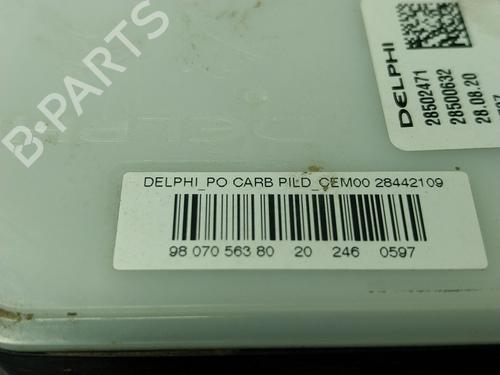 B-PARTS
DELPHI
28502471
28500632
28.08.20
DELPHI_PO CARB PILD_CEM00 28442109
98 070 563 80 20 246 0597